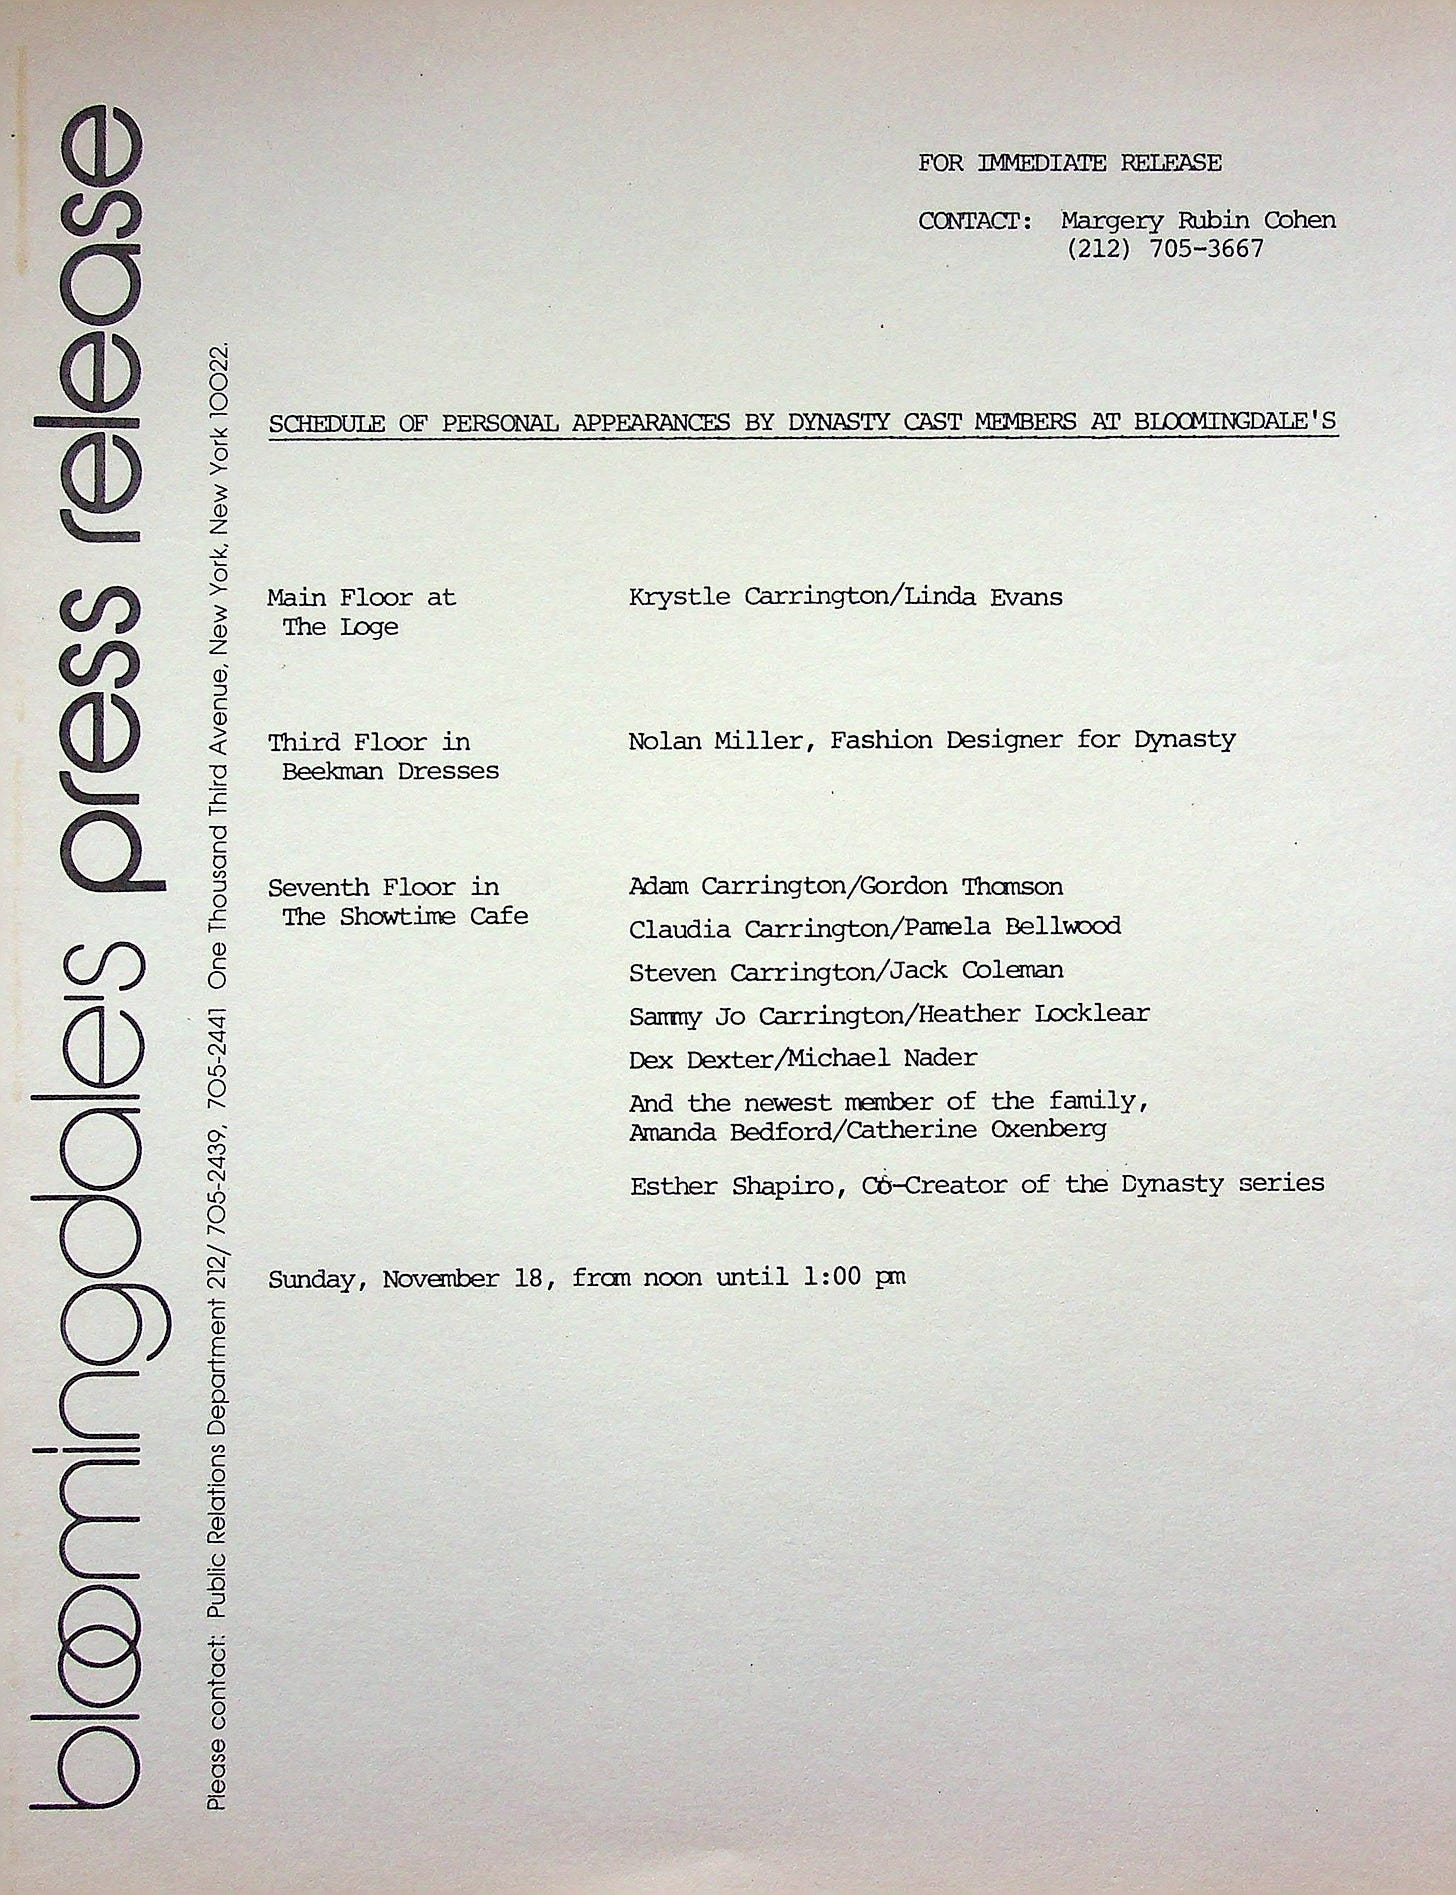 bloomingdale's press release
Please contact: Public Relations Department 212/ 705-2439, 705-2441 One Thousand Third Avenue, New York, New York 10022.
FOR IMMEDIATE RELEASE
CONTACT: Margery Rubin Cohen
(212) 705-3667
SCHEDULE OF PERSONAL APPEARANCES BY DYNASTY CAST MEMBERS AT BLOOMINGDALE'S
Main Floor at Krystle Carrington/Linda Evans
The Loge
Third Floor in Nolan Miller, Fashion Designer for Dynasty
Beekman Dresses
Seventh Floor in Adam Carrington/Gordon Thomson
The Showtime Cafe
Claudia Carrington/Pamela Bellwood
Steven Carrington/Jack Coleman
Sammy Jo Carrington/Heather Locklear
Dex Dexter/Michael Nader
And the newest member of the family,
Amanda Bedford/Catherine Oxenberg
Esther Shapiro, Co-Creator of the Dynasty series
Sunday, November 18, from noon until 1:00 pm